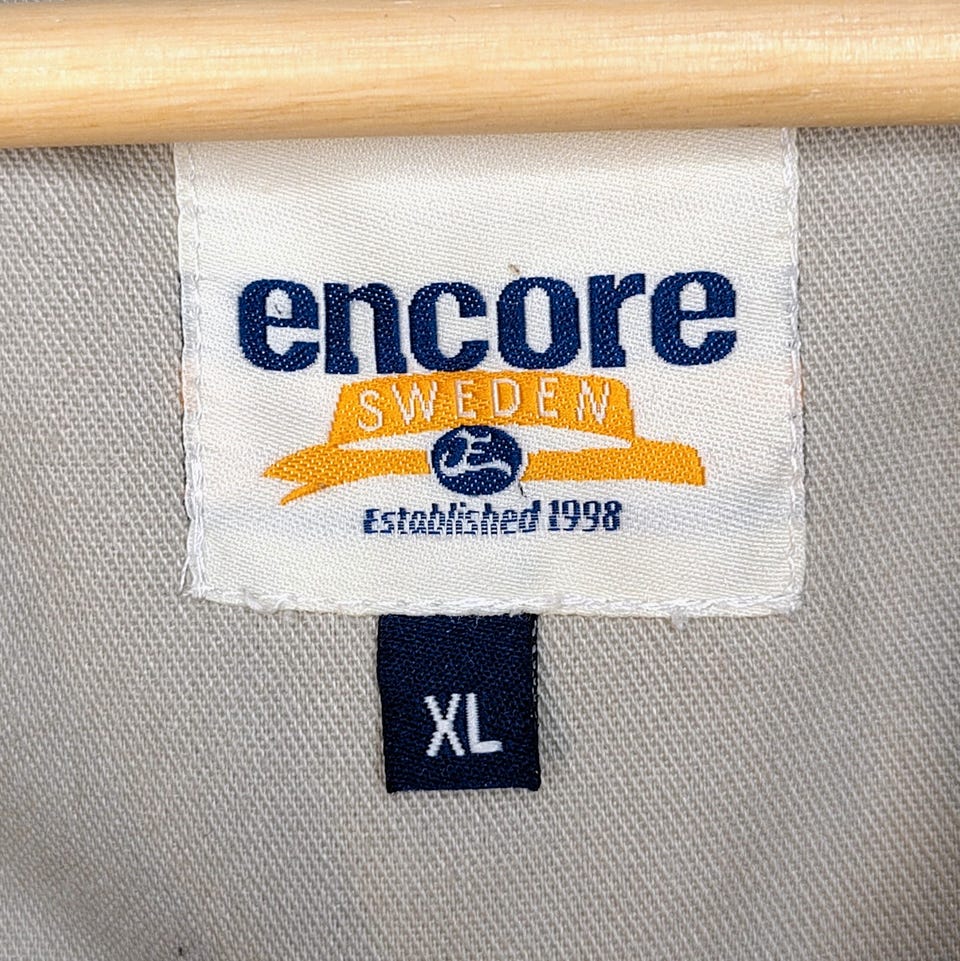 encore
SWEDEN
E
Established 1998
XL